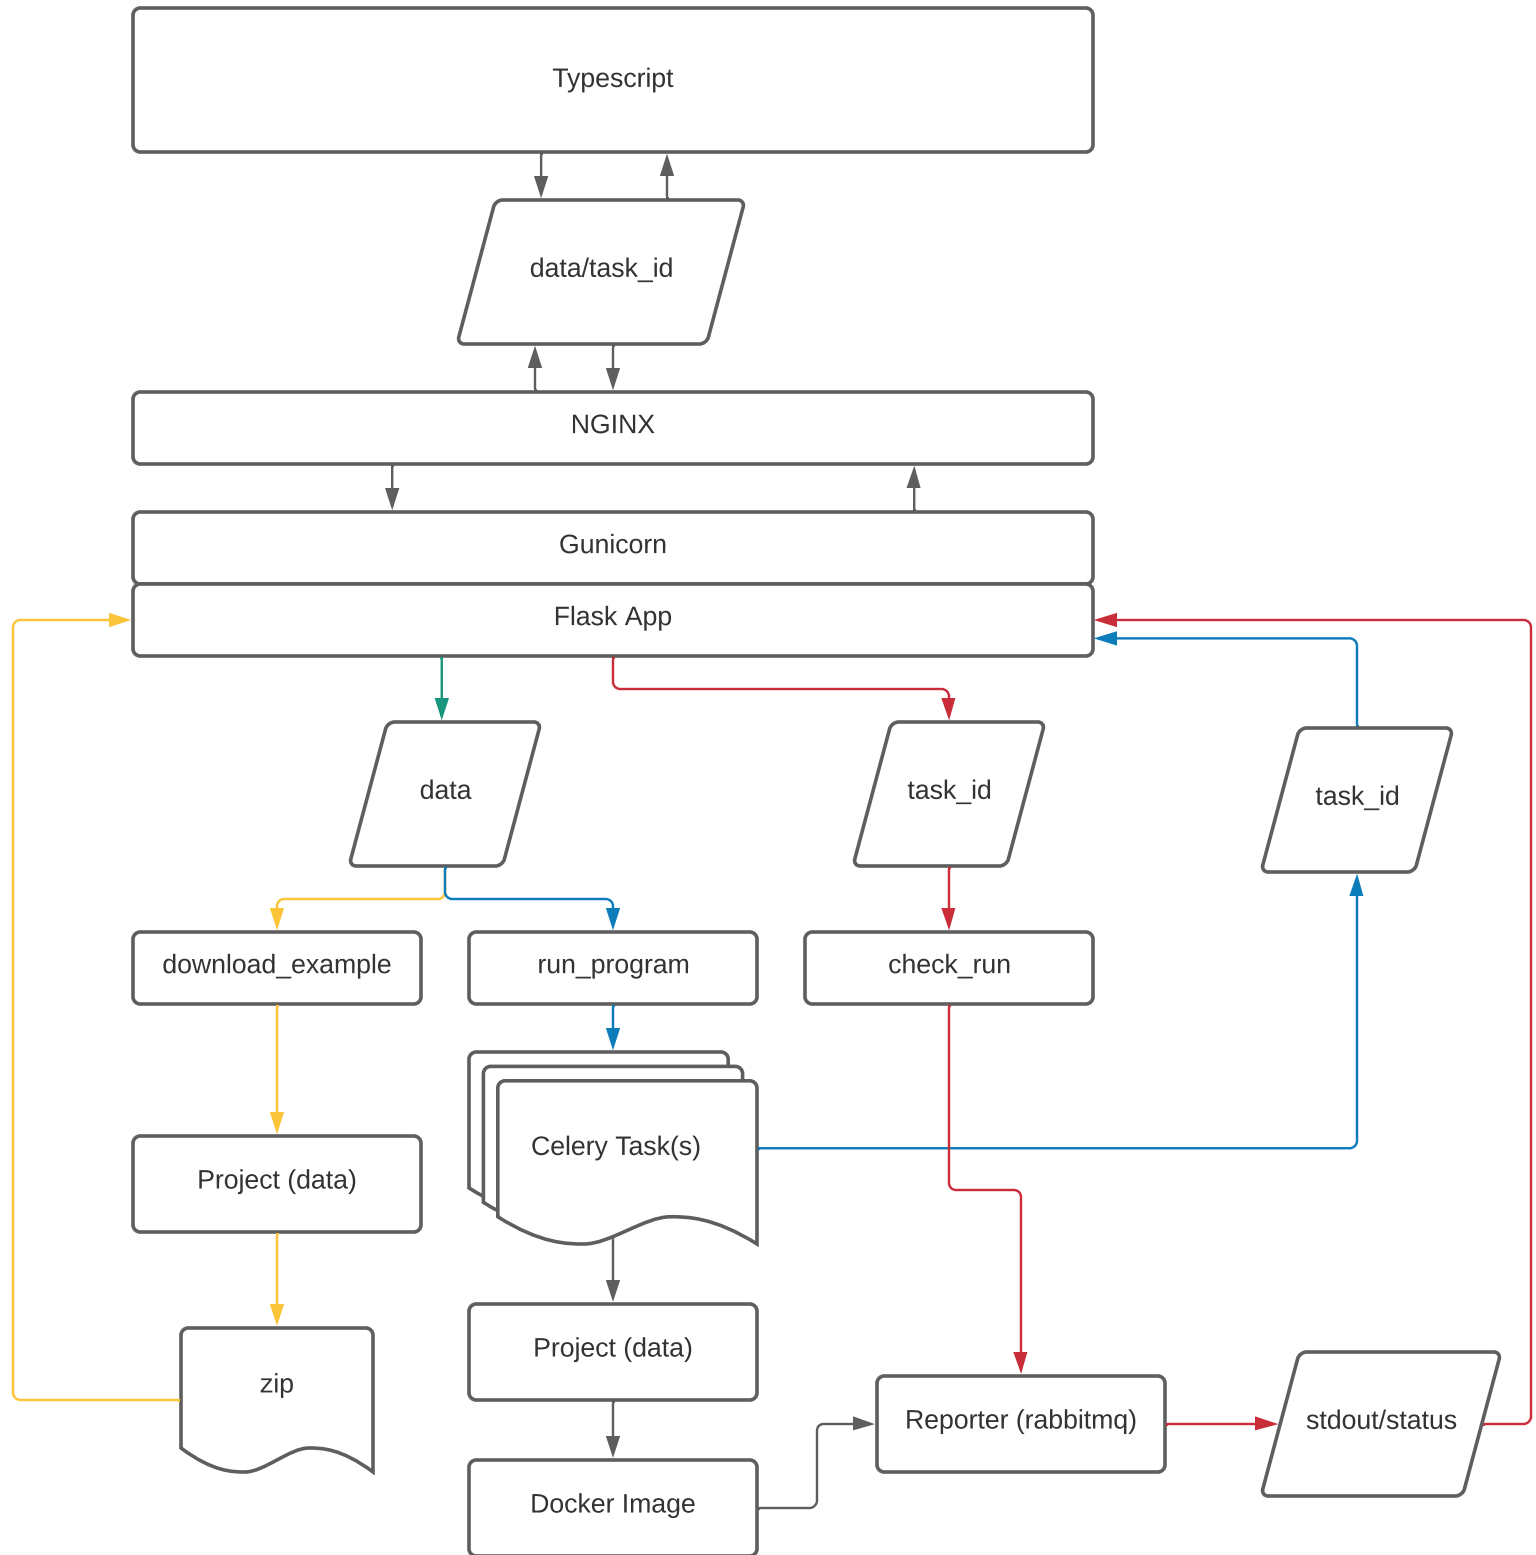 Typescript
data/task_id
NGINX
Gunicorn
Flask App
data
task_id
task_id
download_example
run_program
check_run
Celery Task(s)
Project (data)
Project (data)
zip
Reporter (rabbitmq)
stdout/status
Docker Image